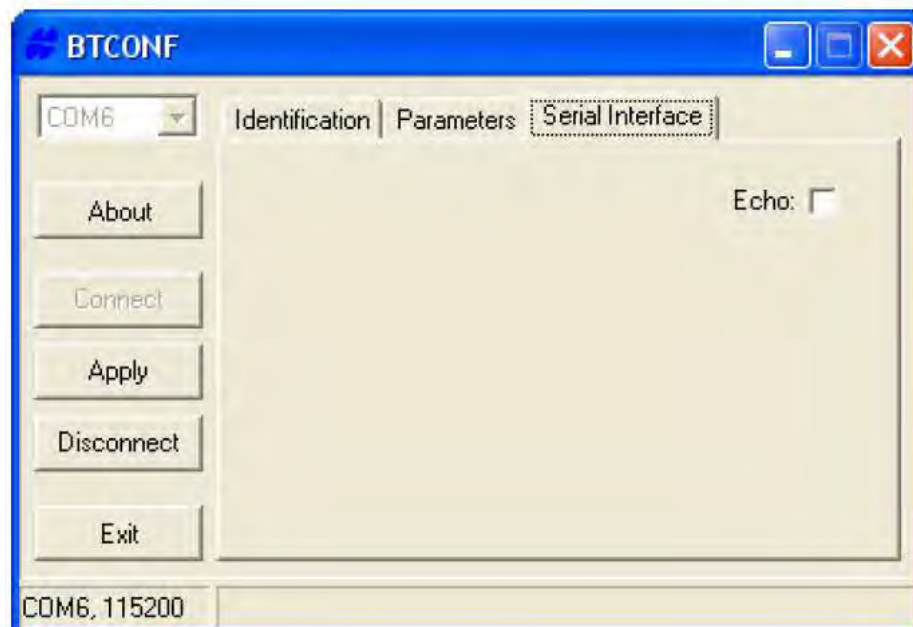 BTCONF
COM6
Identification Parameters Serial Interface
Echo:
About
Connect
Apply
Disconnect
Exit
COM6, 115200